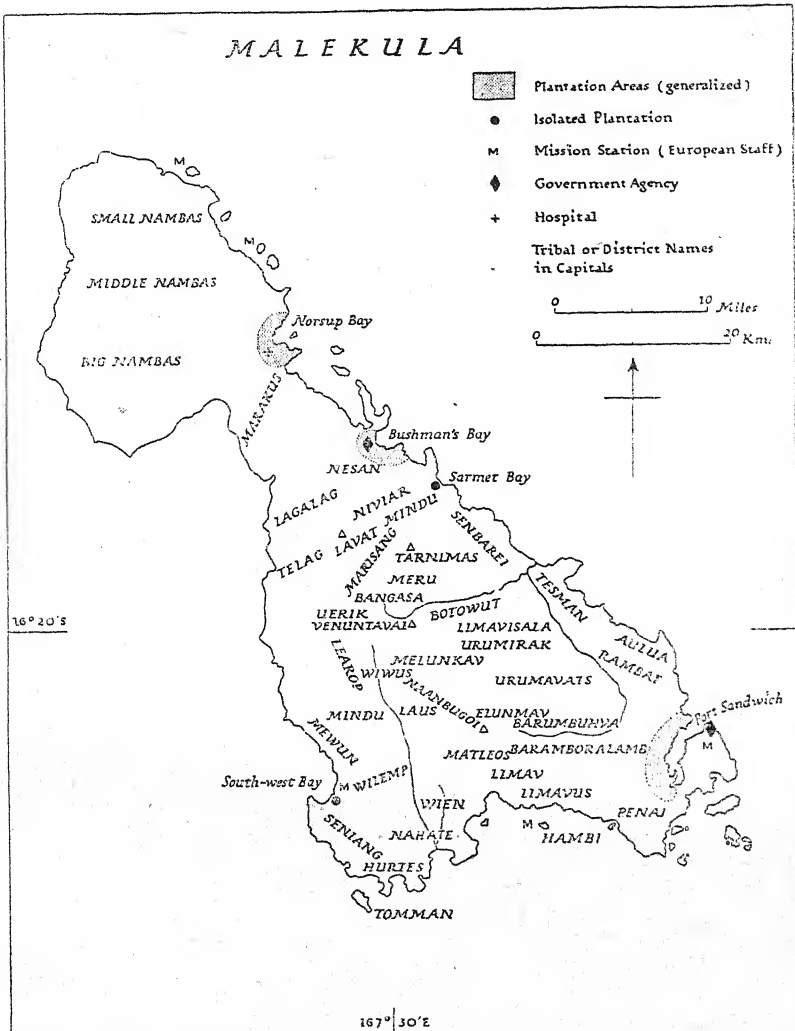 MALEKULA
Plantation Areas (generalized)
Isolated Plantation
M Mission Station (European Staff)
Government Agency
+ Hospital
Tribal or District Names
in Capitals
0 10 Miles
0 20 Km.
M
SMALL NAMBAS
M
MIDDLE NAMBAS
Norsup Bay
BIG NAMBAS
MARAKUS
Bushman's Bay
NESAN
Sarmet Bay
LAGALAG
NIVIAR
MINDU
SENBAREI
TELAG
LAVAT
MARISANG
TARNIMAS
MERU
TESMAN
BANGASA
BOTOWUT
UERIK
16° 20'S
VENUNTAVAI
LIMAVISALA
AULUA
URUMIRAK
RAMBAE
LEAROP
MELUNKAV
WIWUS
URUMAVATS
NAANBUGOI
MINDU
LAUS
ELUNMAV
BARUMBUHVA
Port Sandwich
MEWUN
MATLEOS
BARAMBORALAMB
M
LIMAV
South-west Bay
M
WILEMP
LIMAVUS
WIEN
PENAI
SENIANG
NAHATE
M
HAMBI
HURTES
TOMMAN
167° 30'E